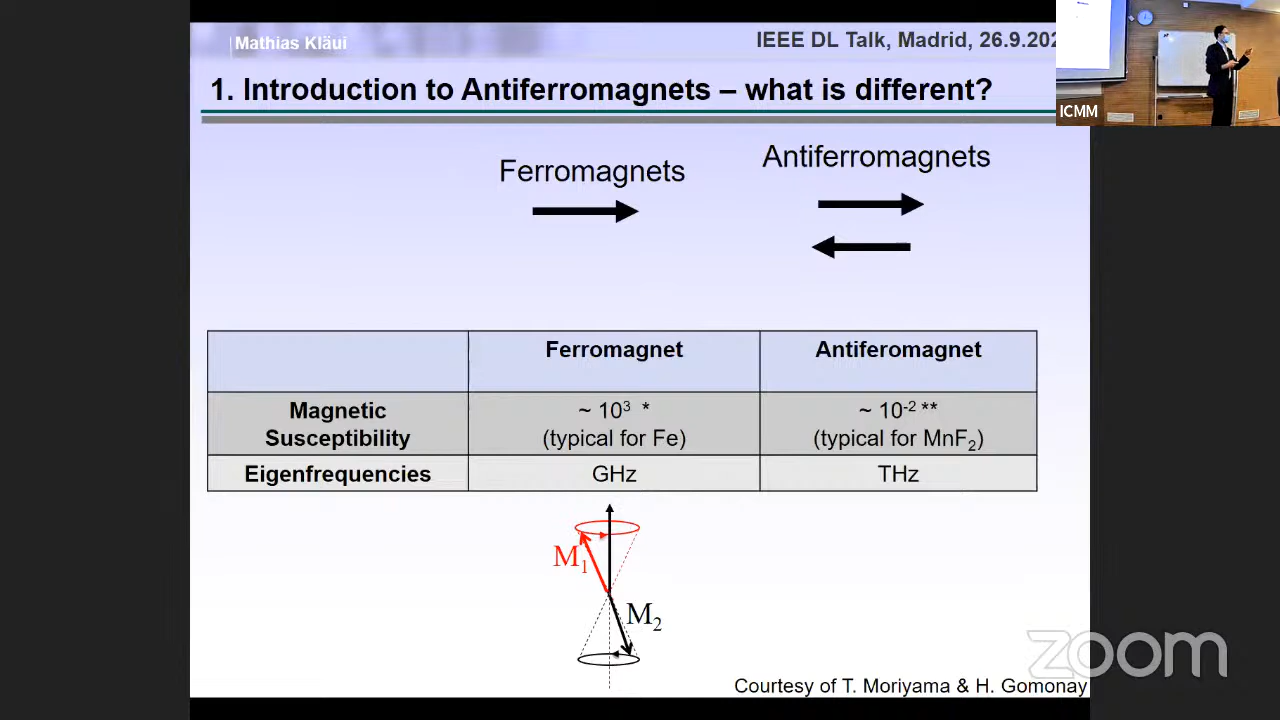 Mathias Kläui
IEEE DL Talk, Madrid, 26.9.202
1. Introduction to Antiferromagnets – what is different?
ICMM
Ferromagnets
Antiferromagnets
Ferromagnet
Antiferomagnet
Magnetic
Susceptibility
~ 10³ *
(typical for Fe)
~ 10⁻² **
(typical for MnF₂)
Eigenfrequencies
GHz
THz
M₁
M₂
zoom
Courtesy of T. Moriyama & H. Gomonay